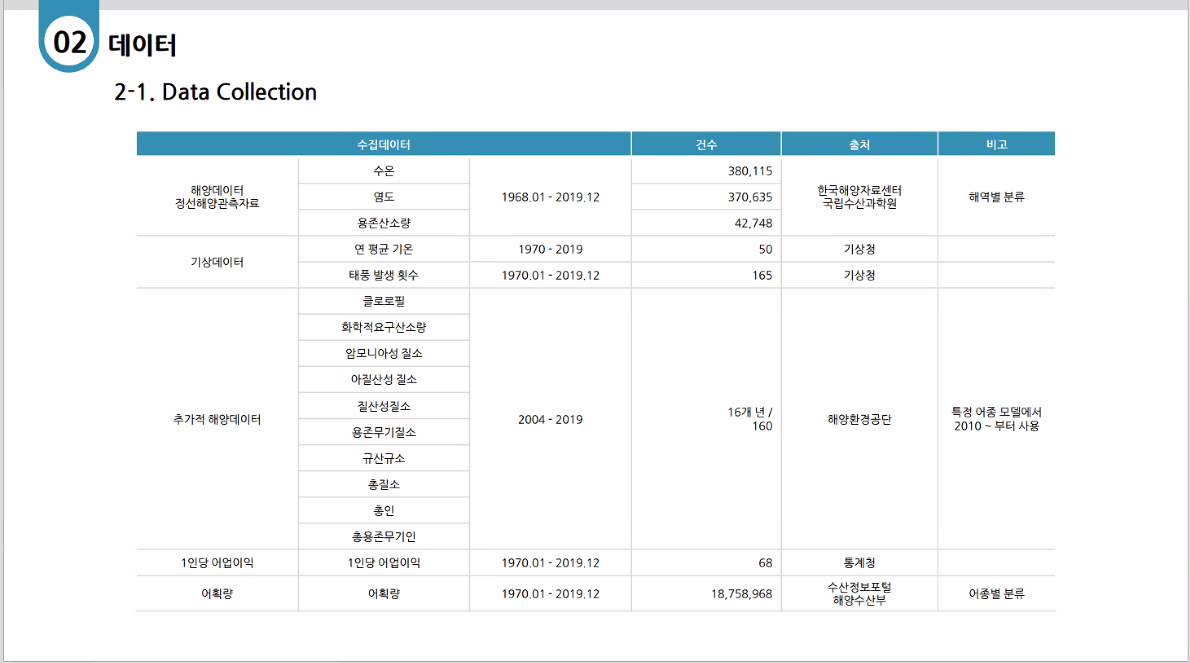 02 데이터
2-1. Data Collection
수집데이터 건수 출처 비고
해양데이터
정선해양관측자료
수온
염도
용존산소량
1968.01 - 2019.12
380,115
370,635
42,748
한국해양자료센터
국립수산과학원
해역별 분류
기상데이터
연 평균 기온 1970 - 2019 50 기상청
태풍 발생 횟수 1970.01 - 2019.12 165 기상청
추가적 해양데이터
클로로필
화학적요구산소량
암모니아성 질소
아질산성 질소
질산성질소
용존무기질소
규산규소
총질소
총인
총용존무기인
2004 - 2019
16개 년 /
160
해양환경공단
특정 어종 모델에서
2010 ~ 부터 사용
1인당 어업이익 1인당 어업이익 1970.01 - 2019.12 68 통계청
어획량 어획량 1970.01 - 2019.12 18,758,968
수산정보포털
해양수산부
어종별 분류